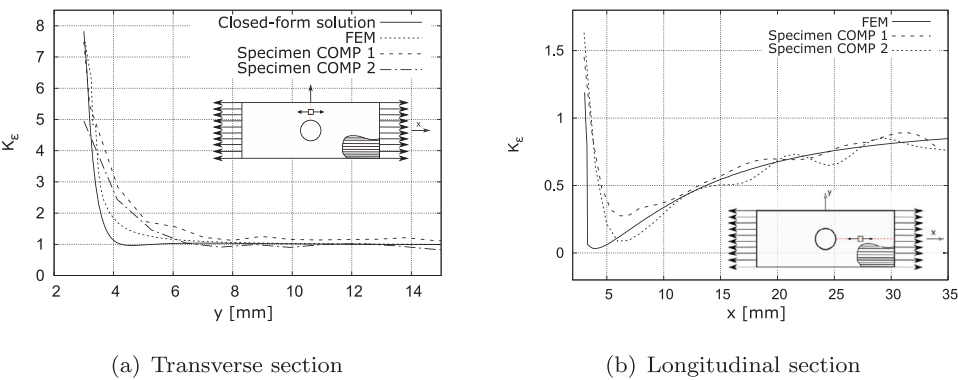 Closed-form solution
FEM
Specimen COMP 1
Specimen COMP 2
8
7
6
5
4
3
2
1
0
Kε
x
2
4
6
8
10
12
14
y [mm]
(a) Transverse section
FEM
Specimen COMP 1
Specimen COMP 2
1.5
1
0.5
0
Kε
y
x
5
10
15
20
25
30
35
x [mm]
(b) Longitudinal section